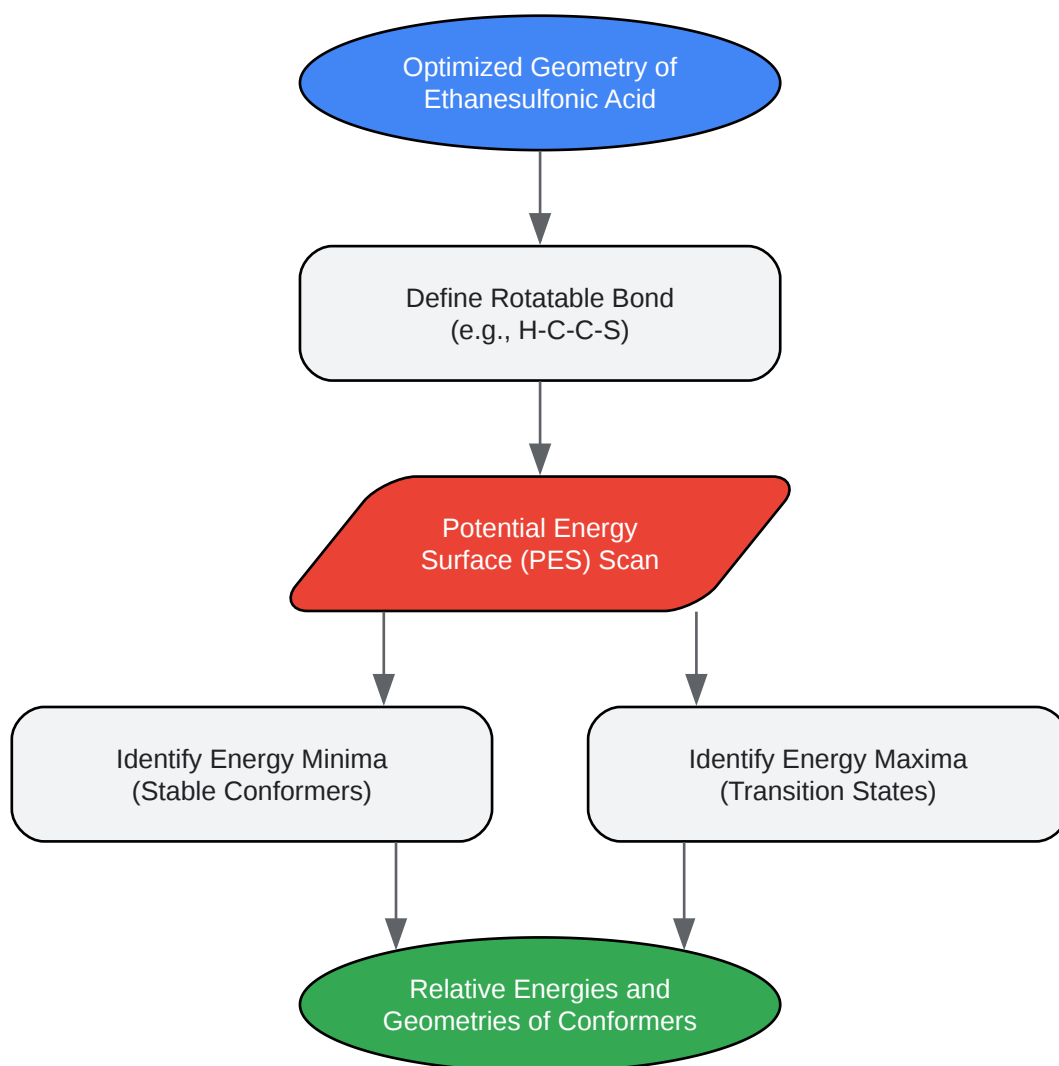 Optimized Geometry of
Ethanesulfonic Acid
Define Rotatable Bond
(e.g., H-C-C-S)
Potential Energy
Surface (PES) Scan
Identify Energy Minima
(Stable Conformers)
Identify Energy Maxima
(Transition States)
Relative Energies and
Geometries of Conformers